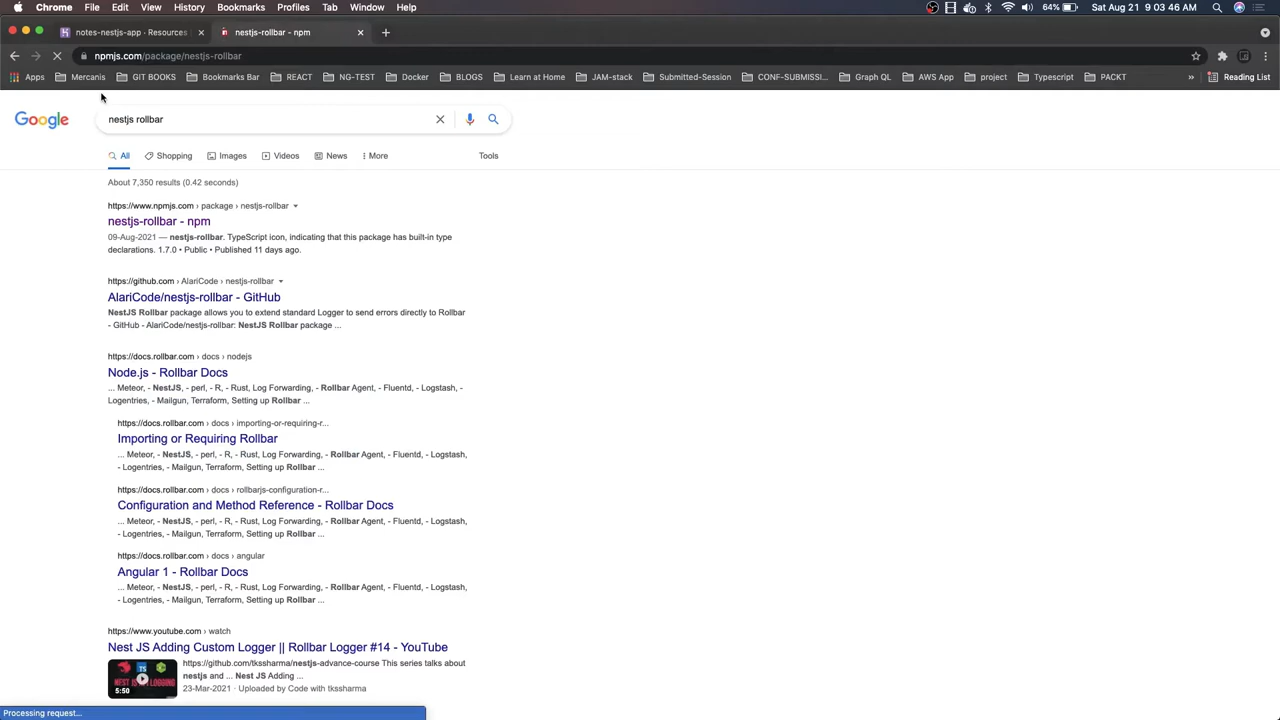 Chrome File Edit View History Bookmarks Profiles Tab Window Help 64% Sat Aug 21 9:03:46 AM
notes-nestjs-app · Resources nestjs-rollbar - npm
npmjs.com/package/nestjs-rollbar
Apps Mercanis GIT BOOKS Bookmarks Bar REACT NG-TEST Docker BLOGS Learn at Home JAM-stack Submitted-Session CONF-SUBMISSI... Graph QL AWS App project Typescript PACKT » Reading List
Google nestjs rollbar
All Shopping Images Videos News More Tools
About 7,350 results (0.42 seconds)
https://www.npmjs.com › package › nestjs-rollbar
nestjs-rollbar - npm
09-Aug-2021 — nestjs-rollbar. TypeScript icon, indicating that this package has built-in type
declarations. 1.7.0 • Public • Published 11 days ago.
https://github.com › AlariCode › nestjs-rollbar
AlariCode/nestjs-rollbar - GitHub
NestJS Rollbar package allows you to extend standard Logger to send errors directly to Rollbar
- GitHub - AlariCode/nestjs-rollbar: NestJS Rollbar package ...
https://docs.rollbar.com › docs › nodejs
Node.js - Rollbar Docs
... Meteor, - NestJS, - perl, - R, - Rust, Log Forwarding, - Rollbar Agent, - Fluentd, - Logstash, -
Logentries, - Mailgun, Terraform, Setting up Rollbar ...
https://docs.rollbar.com › docs › importing-or-requiring-r...
Importing or Requiring Rollbar
... Meteor, - NestJS, - perl, - R, - Rust, Log Forwarding, - Rollbar Agent, - Fluentd, - Logstash,
- Logentries, - Mailgun, Terraform, Setting up Rollbar ...
https://docs.rollbar.com › docs › rollbarjs-configuration-r...
Configuration and Method Reference - Rollbar Docs
... Meteor, - NestJS, - perl, - R, - Rust, Log Forwarding, - Rollbar Agent, - Fluentd, - Logstash,
- Logentries, - Mailgun, Terraform, Setting up Rollbar ...
https://docs.rollbar.com › docs › angular
Angular 1 - Rollbar Docs
... Meteor, - NestJS, - perl, - R, - Rust, Log Forwarding, - Rollbar Agent, - Fluentd, - Logstash,
- Logentries, - Mailgun, Terraform, Setting up Rollbar ...
https://www.youtube.com › watch
Nest JS Adding Custom Logger || Rollbar Logger #14 - YouTube
https://github.com/tkssharma/nestjs-advance-course This series talks about
nestjs and ... Nest JS Adding ...
23-Mar-2021 · Uploaded by Code with tkssharma
5:50
Processing request...